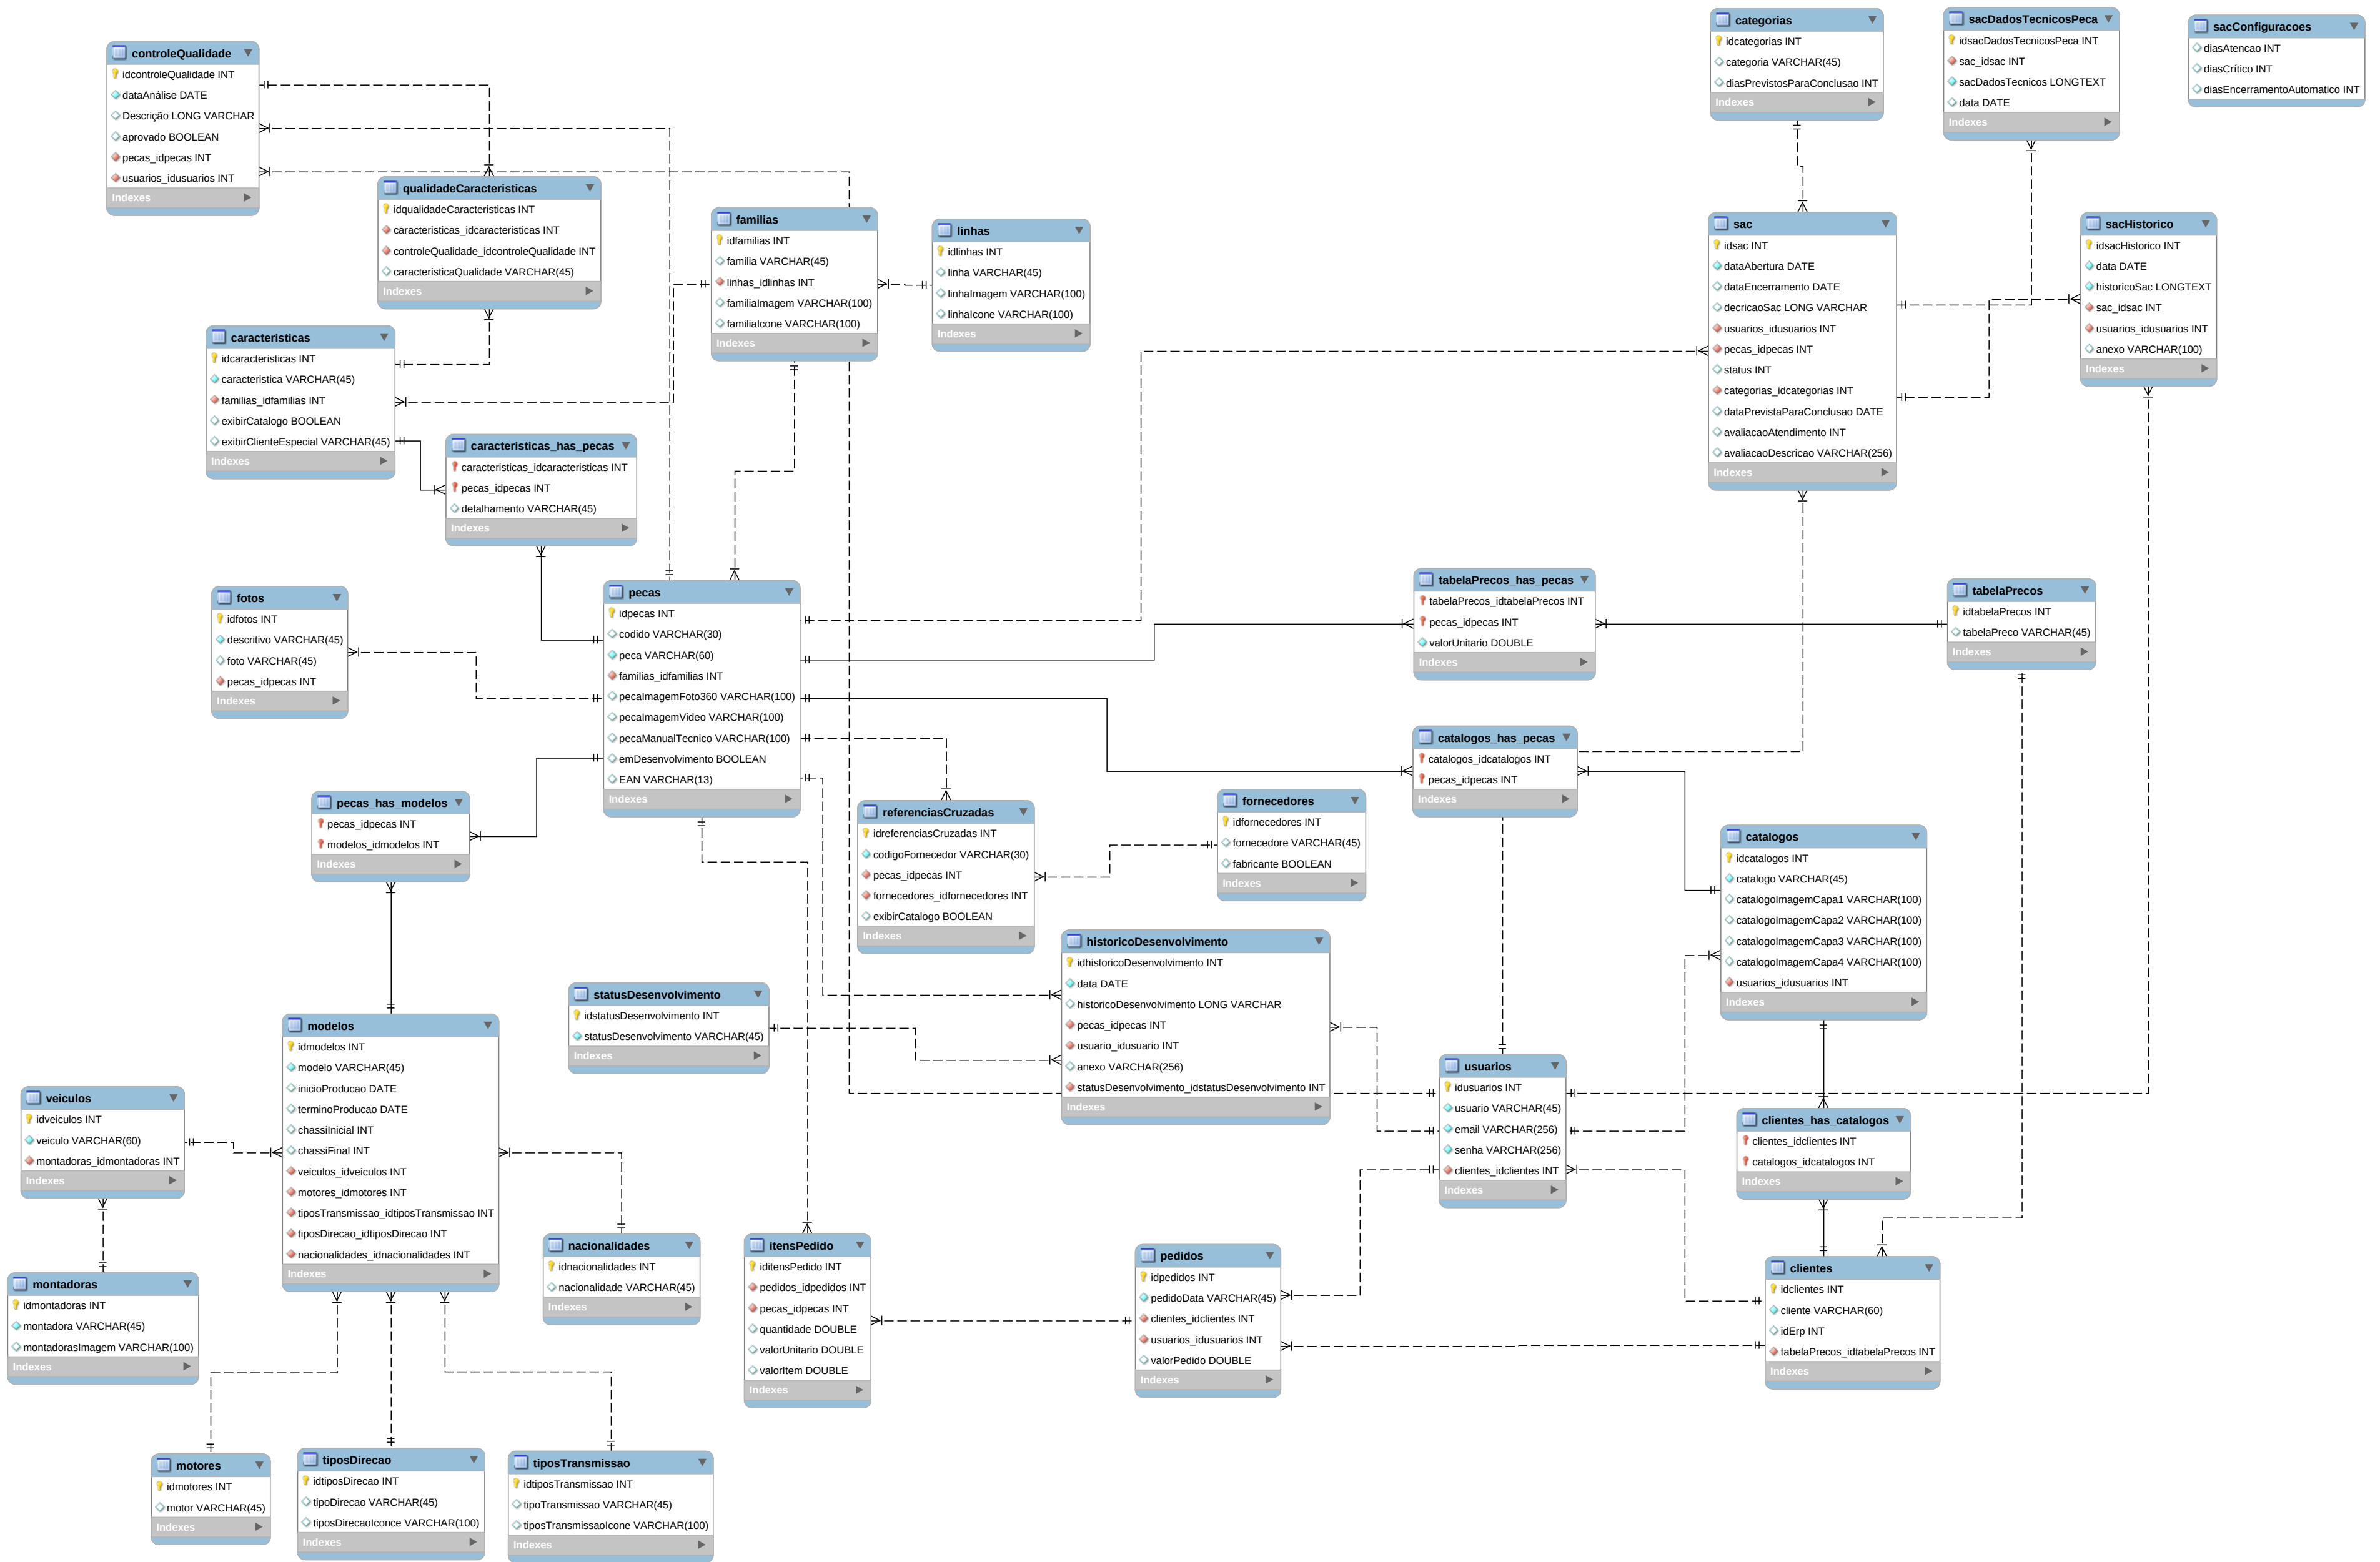 controleQualidade
idcontroleQualidade INT
dataAnálise DATE
Descrição LONG VARCHAR
aprovado BOOLEAN
pecas_idpecas INT
usuarios_idusuarios INT
Indexes
qualidadeCaracteristicas
idqualidadeCaracteristicas INT
caracteristicas_idcaracteristicas INT
controleQualidade_idcontroleQualidade INT
caracteristicaQualidade VARCHAR(45)
Indexes
familias
idfamilias INT
familia VARCHAR(45)
linhas_idlinhas INT
familiaImagem VARCHAR(100)
familiaIcone VARCHAR(100)
Indexes
linhas
idlinhas INT
linha VARCHAR(45)
linhaImagem VARCHAR(100)
linhaIcone VARCHAR(100)
Indexes
categorias
idcategorias INT
categoria VARCHAR(45)
diasPrevistosParaConclusao INT
Indexes
sacDadosTecnicosPeca
idsacDadosTecnicosPeca INT
sac_idsac INT
sacDadosTecnicos LONGTEXT
data DATE
Indexes
sacConfiguracoes
diasAtencao INT
diasCrítico INT
diasEncerramentoAutomatico INT
sac
idsac INT
dataAbertura DATE
dataEncerramento DATE
decricaoSac LONG VARCHAR
usuarios_idusuarios INT
pecas_idpecas INT
status INT
categorias_idcategorias INT
dataPrevistaParaConclusao DATE
avaliacaoAtendimento INT
avaliacaoDescricao VARCHAR(256)
Indexes
sacHistorico
idsacHistorico INT
data DATE
historicoSac LONGTEXT
sac_idsac INT
usuarios_idusuarios INT
anexo VARCHAR(100)
Indexes
caracteristicas
idcaracteristicas INT
caracteristica VARCHAR(45)
familias_idfamilias INT
exibirCatalogo BOOLEAN
exibirClienteEspecial VARCHAR(45)
Indexes
caracteristicas_has_pecas
caracteristicas_idcaracteristicas INT
pecas_idpecas INT
detalhamento VARCHAR(45)
Indexes
fotos
idfotos INT
descritivo VARCHAR(45)
foto VARCHAR(45)
pecas_idpecas INT
Indexes
pecas
idpecas INT
codido VARCHAR(30)
peca VARCHAR(60)
familias_idfamilias INT
pecaImagemFoto360 VARCHAR(100)
pecaImagemVideo VARCHAR(100)
pecaManualTecnico VARCHAR(100)
emDesenvolvimento BOOLEAN
EAN VARCHAR(13)
Indexes
tabelaPrecos_has_pecas
tabelaPrecos_idtabelaPrecos INT
pecas_idpecas INT
valorUnitario DOUBLE
Indexes
tabelaPrecos
idtabelaPrecos INT
tabelaPreco VARCHAR(45)
Indexes
catalogos_has_pecas
catalogos_idcatalogos INT
pecas_idpecas INT
Indexes
pecas_has_modelos
pecas_idpecas INT
modelos_idmodelos INT
Indexes
referenciasCruzadas
idreferenciasCruzadas INT
codigoFornecedor VARCHAR(30)
pecas_idpecas INT
fornecedores_idfornecedores INT
exibirCatalogo BOOLEAN
Indexes
fornecedores
idfornecedores INT
fornecedore VARCHAR(45)
fabricante BOOLEAN
Indexes
catalogos
idcatalogos INT
catalogo VARCHAR(45)
catalogoImagemCapa1 VARCHAR(100)
catalogoImagemCapa2 VARCHAR(100)
catalogoImagemCapa3 VARCHAR(100)
catalogoImagemCapa4 VARCHAR(100)
usuarios_idusuarios INT
Indexes
historicoDesenvolvimento
idhistoricoDesenvolvimento INT
data DATE
historicoDesenvolvimento LONG VARCHAR
pecas_idpecas INT
usuario_idusuario INT
anexo VARCHAR(256)
statusDesenvolvimento_idstatusDesenvolvimento INT
Indexes
statusDesenvolvimento
idstatusDesenvolvimento INT
statusDesenvolvimento VARCHAR(45)
Indexes
modelos
idmodelos INT
modelo VARCHAR(45)
inicioProducao DATE
terminoProducao DATE
chassiInicial INT
chassiFinal INT
veiculos_idveiculos INT
motores_idmotores INT
tiposTransmissao_idtiposTransmissao INT
tiposDirecao_idtiposDirecao INT
nacionalidades_idnacionalidades INT
Indexes
veiculos
idveiculos INT
veiculo VARCHAR(60)
montadoras_idmontadoras INT
Indexes
usuarios
idusuarios INT
usuario VARCHAR(45)
email VARCHAR(256)
senha VARCHAR(256)
clientes_idclientes INT
Indexes
clientes_has_catalogos
clientes_idclientes INT
catalogos_idcatalogos INT
Indexes
montadoras
idmontadoras INT
montadora VARCHAR(45)
montadorasImagem VARCHAR(100)
Indexes
nacionalidades
idnacionalidades INT
nacionalidade VARCHAR(45)
Indexes
itensPedido
iditensPedido INT
pedidos_idpedidos INT
pecas_idpecas INT
quantidade DOUBLE
valorUnitario DOUBLE
valorItem DOUBLE
Indexes
pedidos
idpedidos INT
pedidoData VARCHAR(45)
clientes_idclientes INT
usuarios_idusuarios INT
valorPedido DOUBLE
Indexes
clientes
idclientes INT
cliente VARCHAR(60)
idErp INT
tabelaPrecos_idtabelaPrecos INT
Indexes
motores
idmotores INT
motor VARCHAR(45)
Indexes
tiposDirecao
idtiposDirecao INT
tipoDirecao VARCHAR(45)
tiposDirecaoIconce VARCHAR(100)
Indexes
tiposTransmissao
idtiposTransmissao INT
tipoTransmissao VARCHAR(45)
tiposTransmissaoIcone VARCHAR(100)
Indexes